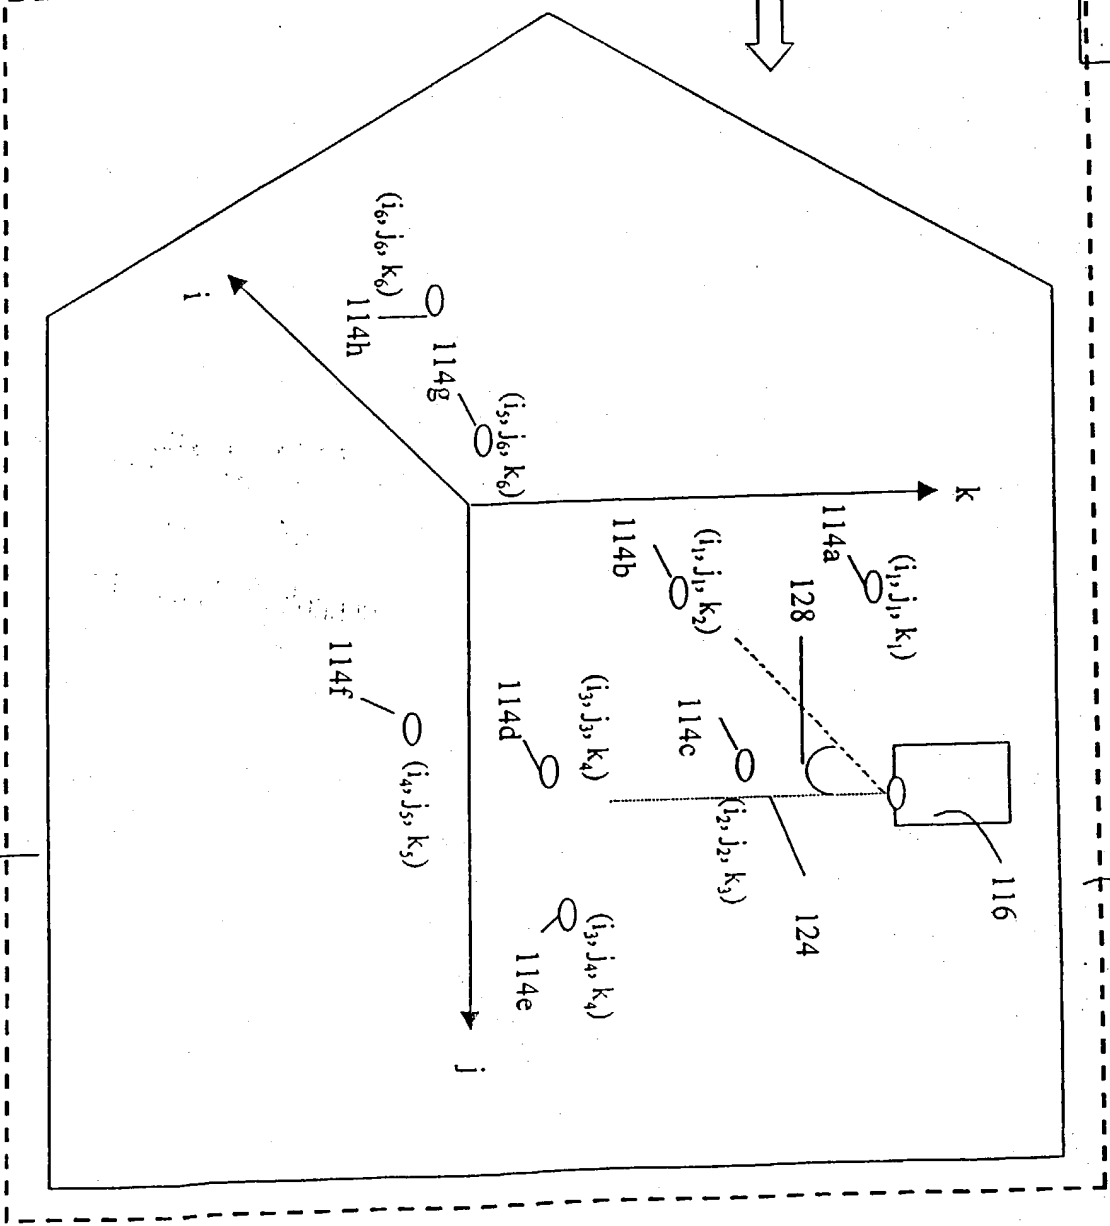 116
k
(i₁, j₁, k₁)
114a
128
124
(i₂, j₂, k₃)
(i₁, j₁, k₂)
114c
114b
(i₃, j₃, k₄)
(i₃, j₄, k₄)
114d
114e
(i₅, j₆, k₆)
114g
j
(i₆, j₆, k₆)
114h
(i₄, j₅, k₅)
114f
i